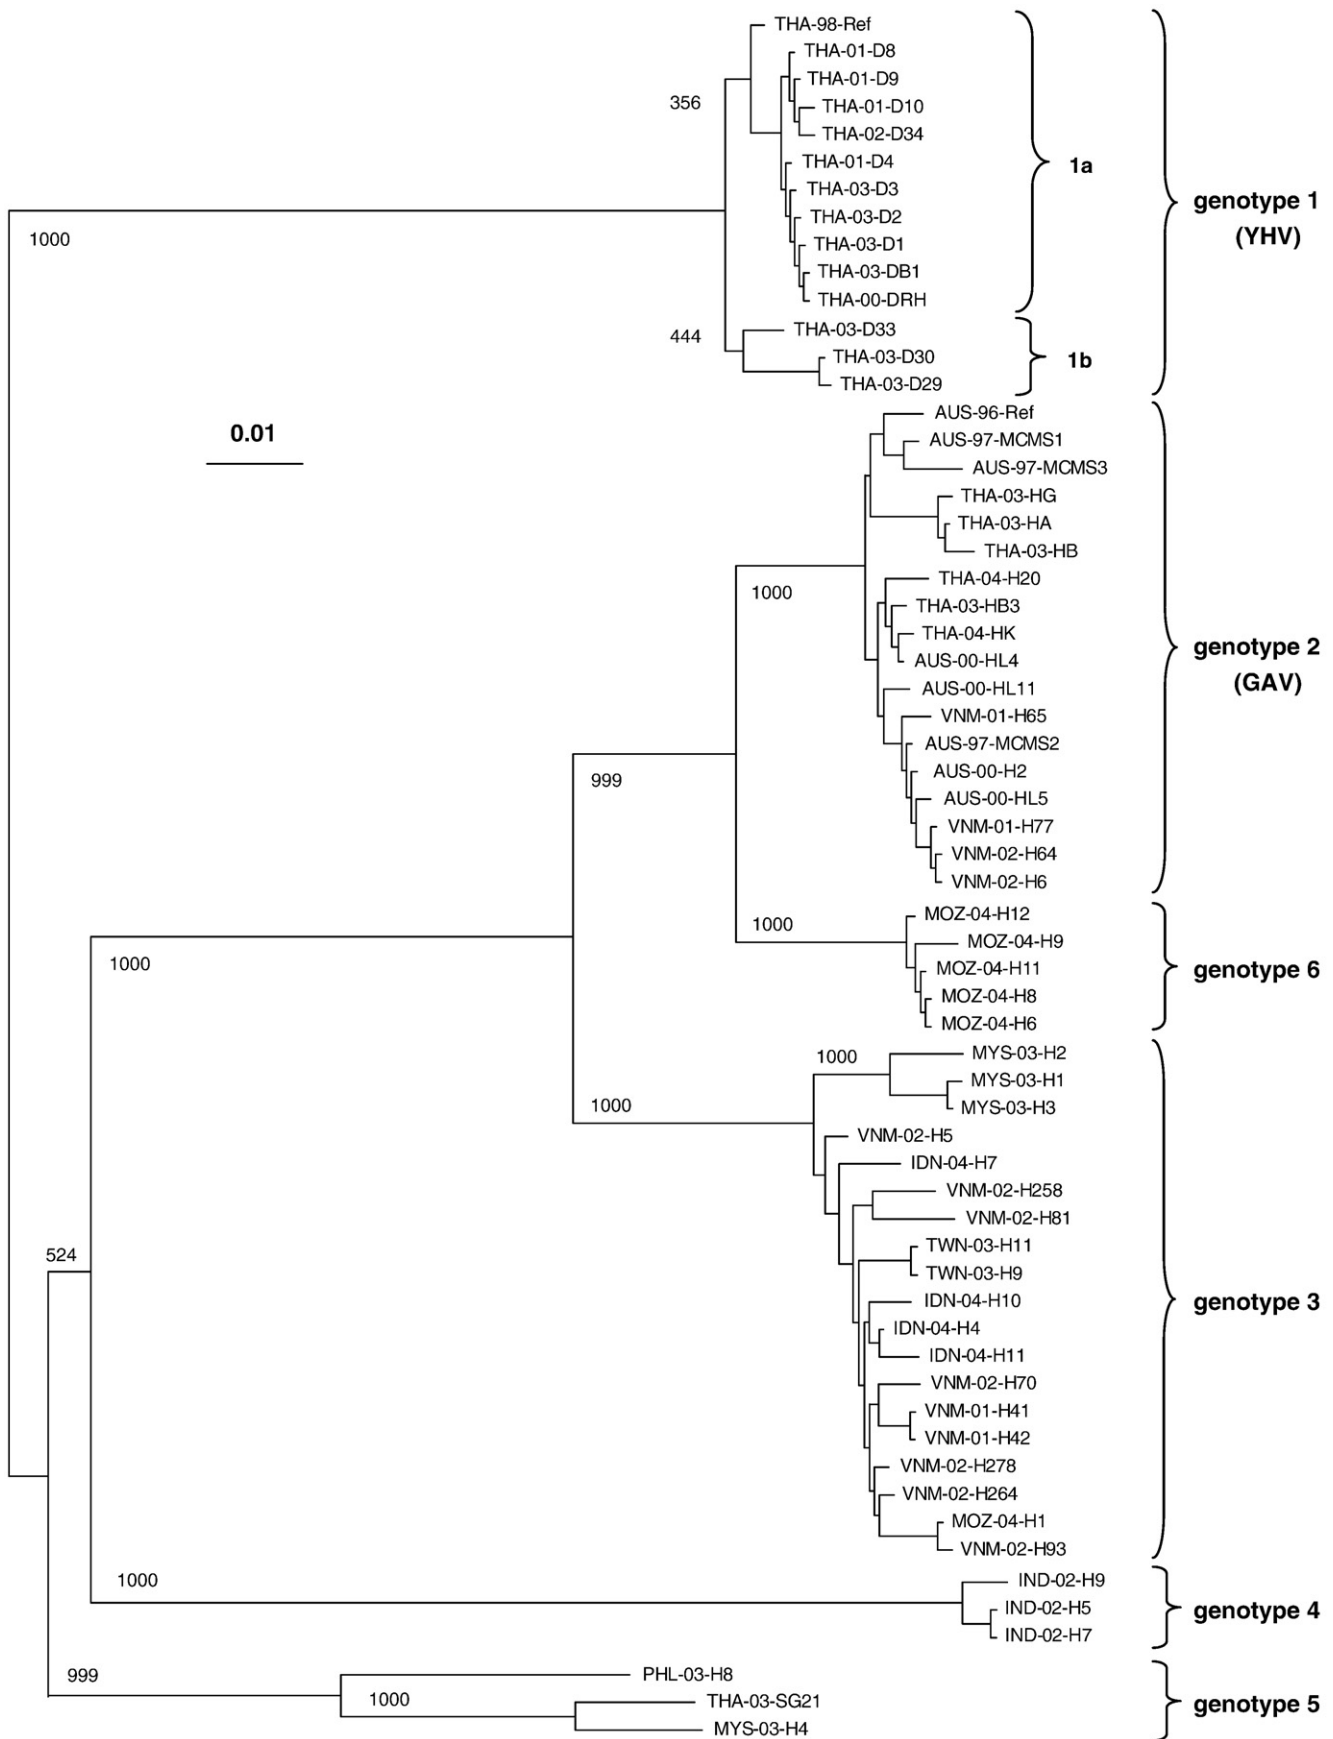 THA-98-Ref
THA-01-D8
THA-01-D9
356
THA-01-D10
THA-02-D34
THA-01-D4
1a
THA-03-D3
genotype 1
THA-03-D2
(YHV)
1000
THA-03-D1
THA-03-DB1
THA-00-DRH
THA-03-D33
444
THA-03-D30
1b
THA-03-D29
AUS-96-Ref
0.01
AUS-97-MCMS1
AUS-97-MCMS3
THA-03-HG
THA-03-HA
THA-03-HB
THA-04-H20
1000
THA-03-HB3
THA-04-HK
genotype 2
AUS-00-HL4
(GAV)
AUS-00-HL11
VNM-01-H65
AUS-97-MCMS2
999
AUS-00-H2
AUS-00-HL5
VNM-01-H77
VNM-02-H64
VNM-02-H6
MOZ-04-H12
1000
MOZ-04-H9
1000
MOZ-04-H11
genotype 6
MOZ-04-H8
MOZ-04-H6
MYS-03-H2
1000
MYS-03-H1
1000
MYS-03-H3
VNM-02-H5
IDN-04-H7
VNM-02-H258
VNM-02-H81
TWN-03-H11
524
TWN-03-H9
IDN-04-H10
genotype 3
IDN-04-H4
IDN-04-H11
VNM-02-H70
VNM-01-H41
VNM-01-H42
VNM-02-H278
VNM-02-H264
MOZ-04-H1
VNM-02-H93
1000
IND-02-H9
IND-02-H5
genotype 4
IND-02-H7
999
PHL-03-H8
1000
THA-03-SG21
genotype 5
MYS-03-H4